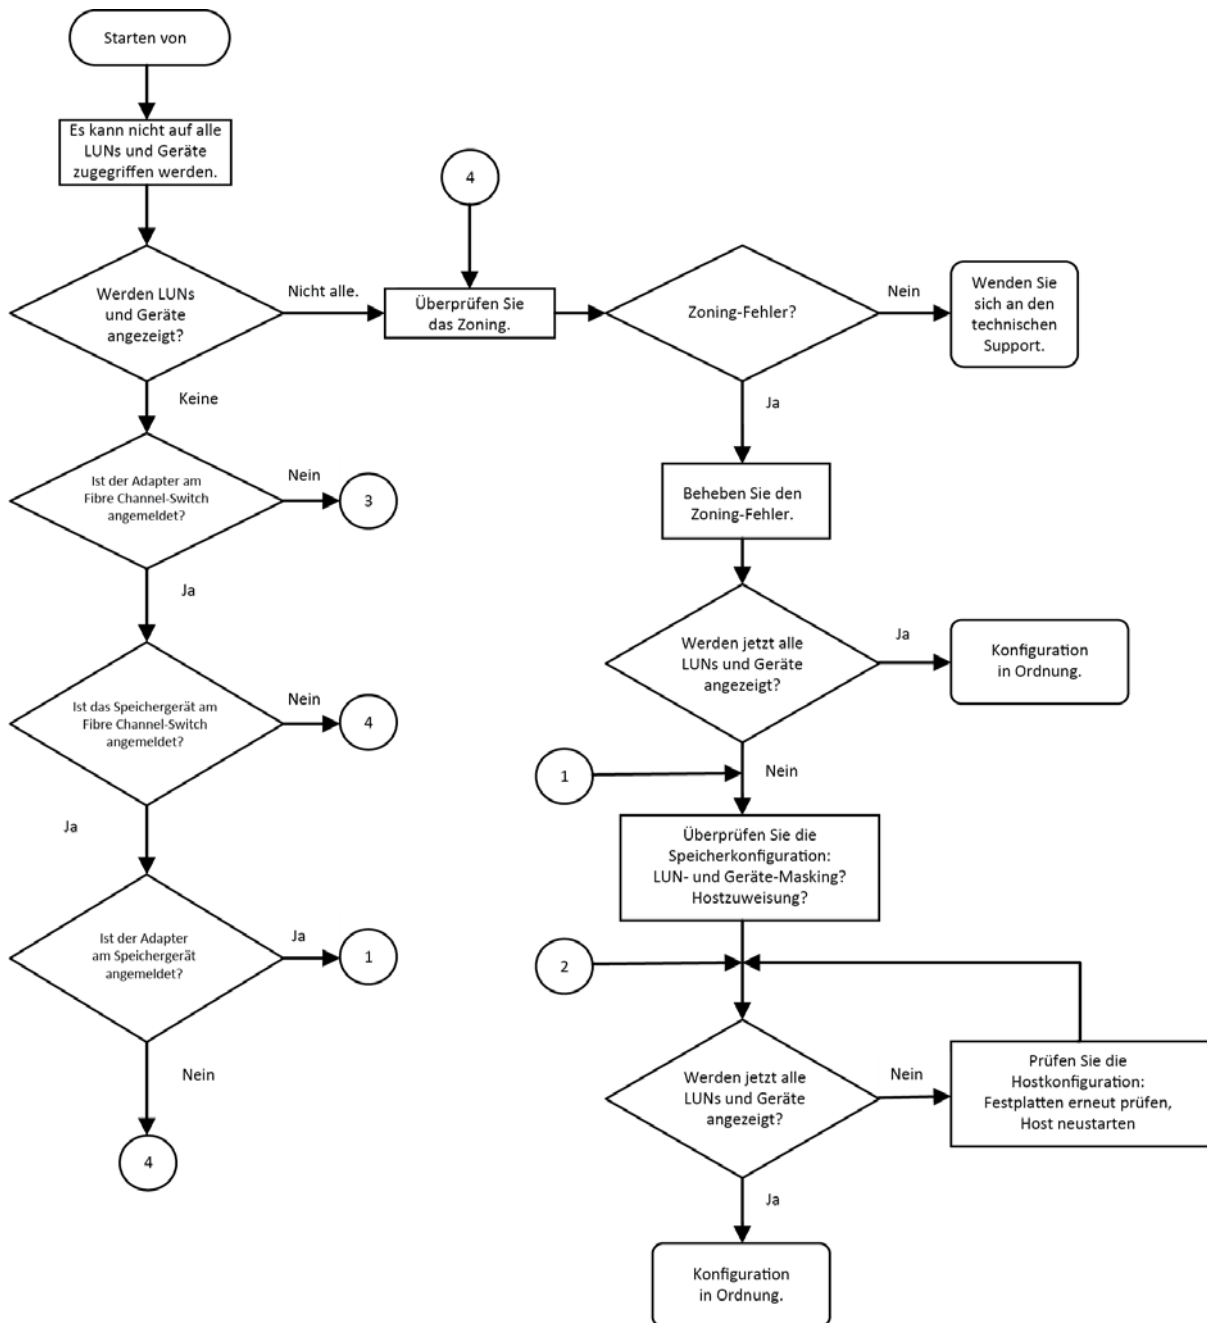 Starten von
Es kann nicht auf alle
LUNs und Geräte
zugegriffen werden.
Werden LUNs
und Geräte
angezeigt?
Nicht alle.
Keine
4
Überprüfen Sie
das Zoning.
Zoning-Fehler?
Nein
Wenden Sie
sich an den
technischen
Support.
Ja
Ist der Adapter am
Fibre Channel-Switch
angemeldet?
Nein
3
Ja
Beheben Sie den
Zoning-Fehler.
Werden jetzt alle
LUNs und Geräte
angezeigt?
Ja
Konfiguration
in Ordnung.
Nein
Ist das Speichergerät am
Fibre Channel-Switch
angemeldet?
Nein
4
Ja
1
Überprüfen Sie die
Speicherkonfiguration:
LUN- und Geräte-Masking?
Hostzuweisung?
Ist der Adapter
am Speichergerät
angemeldet?
Ja
1
Nein
4
2
Werden jetzt alle
LUNs und Geräte
angezeigt?
Nein
Prüfen Sie die
Hostkonfiguration:
Festplatten erneut prüfen,
Host neustarten
Ja
Konfiguration
in Ordnung.